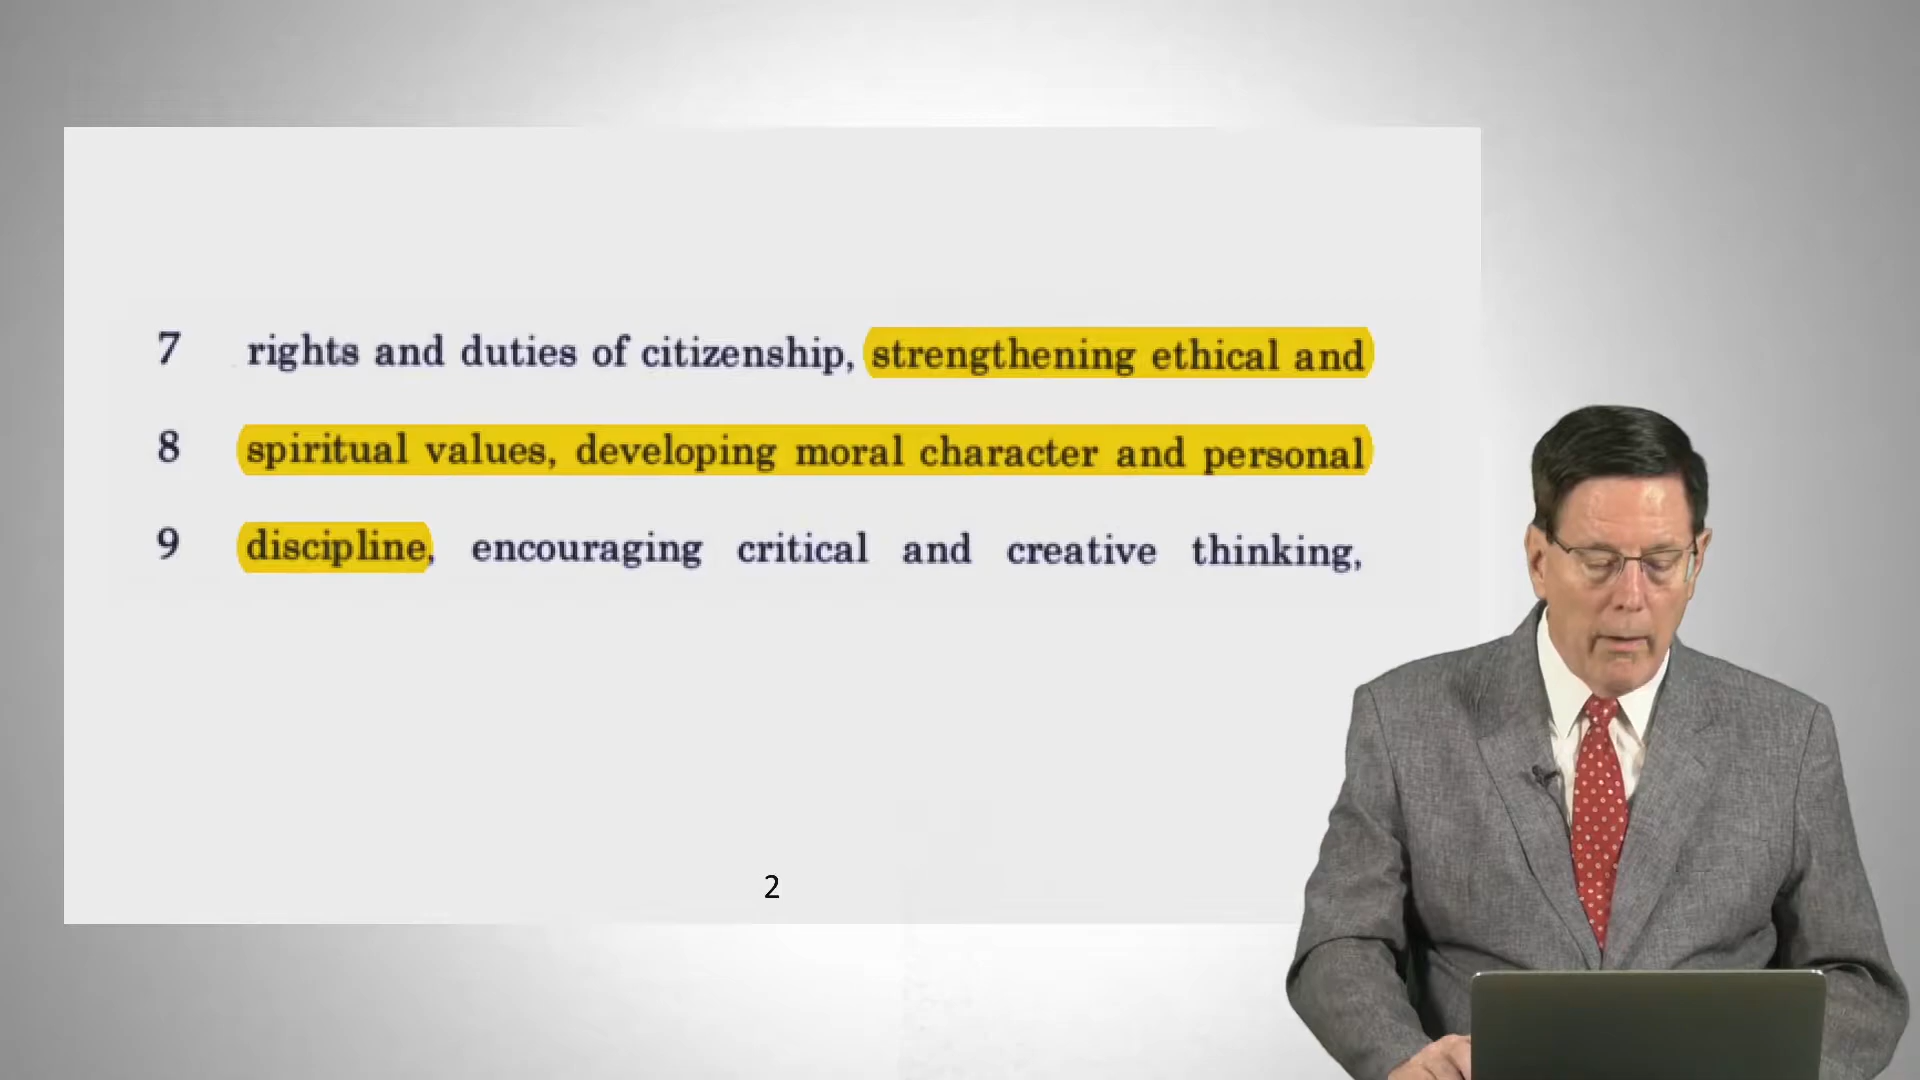 7 rights and duties of citizenship, strengthening ethical and
8 spiritual values, developing moral character and personal
9 discipline, encouraging critical and creative thinking,
2